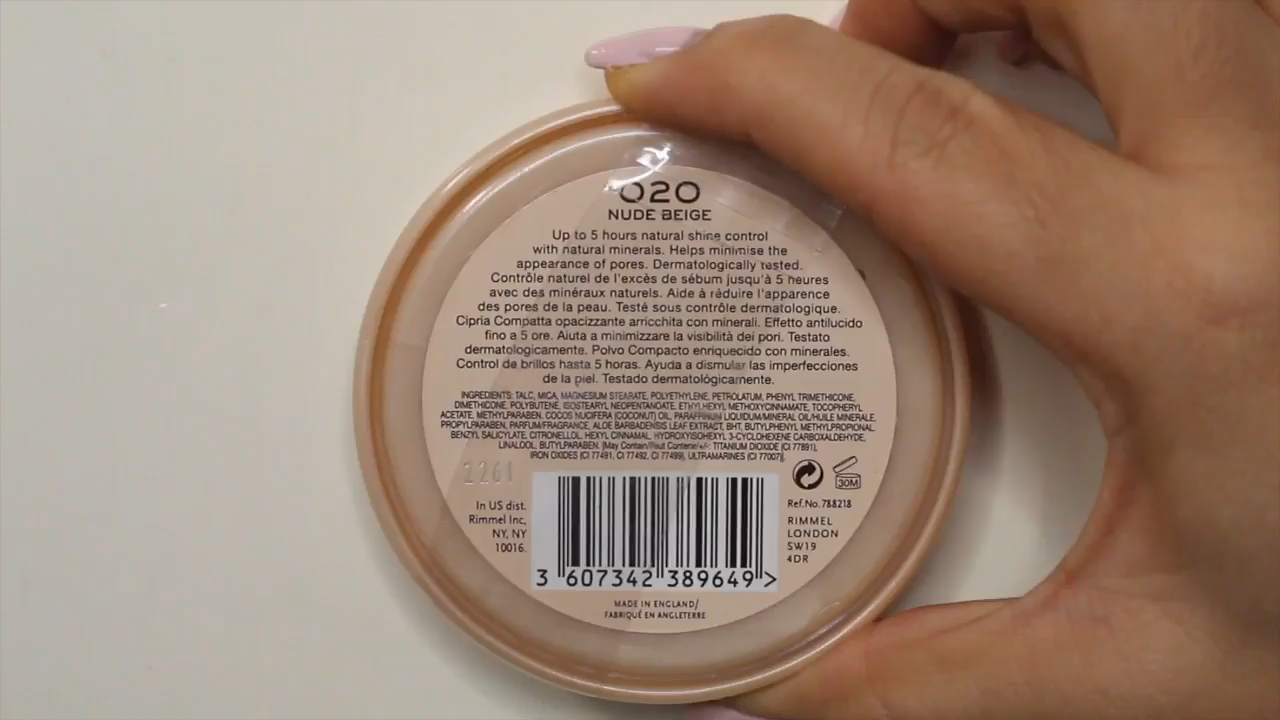 020
NUDE BEIGE
Up to 5 hours natural shine control
with natural minerals. Helps minimise the
appearance of pores. Dermatologically tested.
Contrôle naturel de l'excès de sébum jusqu'à 5 heures
avec des minéraux naturels. Aide à réduire l'apparence
des pores de la peau. Testé sous contrôle dermatologique.
Cipria Compatta opacizzante arricchita con minerali. Effetto antilucido
fino a 5 ore. Aiuta a minimizzare la visibilità dei pori. Testato
dermatologicamente. Polvo Compacto enriquecido con minerales.
Control de brillos hasta 5 horas. Ayuda a dismular las imperfecciones
de la piel. Testado dermatológicamente.
INGREDIENTS: TALC, MICA, MAGNESIUM STEARATE, POLYETHYLENE, PETROLATUM, PHENYL TRIMETHICONE,
DIMETHICONE, POLYBUTENE, ISOSTEARYL NEOPENTANOATE, ETHYLHEXYL METHOXYCINNAMATE, TOCOPHERYL
ACETATE, METHYLPARABEN, COCOS NUCIFERA (COCONUT) OIL, PARAFFINUM LIQUIDUM/MINERAL OIL/HUILE MINERALE,
PROPYLPARABEN, PARFUM/FRAGRANCE, ALOE BARBADENSIS LEAF EXTRACT, BHT, BUTYLPHENYL METHYLPROPIONAL,
BENZYL SALICYLATE, CITRONELLOL, HEXYL CINNAMAL, HYDROXYISOHEXYL 3-CYCLOHEXENE CARBOXALDEHYDE,
LINALOOL, BUTYLPARABEN. [May Contain/Peut Contenir/+/-: TITANIUM DIOXIDE (CI 77891),
IRON OXIDES (CI 77491, CI 77492, CI 77499), ULTRAMARINES (CI 77007)].
2261
30M
In US dist.
Rimmel Inc,
NY, NY
10016.
Ref.No.788218
RIMMEL
LONDON
SW19
4DR
3 607342 389649 >
MADE IN ENGLAND/
FABRIQUÉ EN ANGLETERRE